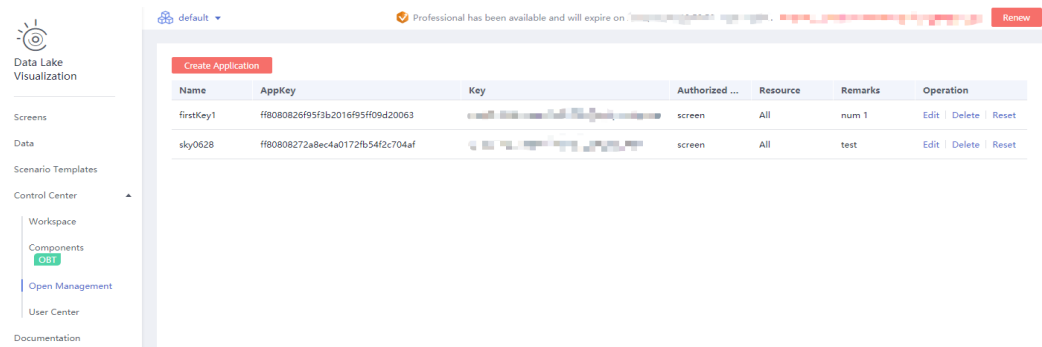 default
Professional has been available and will expire on
Renew
Data Lake
Visualization
Screens
Data
Scenario Templates
Control Center
Workspace
Components
OBT
Open Management
User Center
Documentation
Create Application
Name AppKey Key Authorized ... Resource Remarks Operation
firstKey1 ff8080826f95f3b2016f95ff09d20063 screen All num 1 Edit Delete Reset
sky0628 ff80808272a8ec4a0172fb54f2c704af screen All test Edit Delete Reset